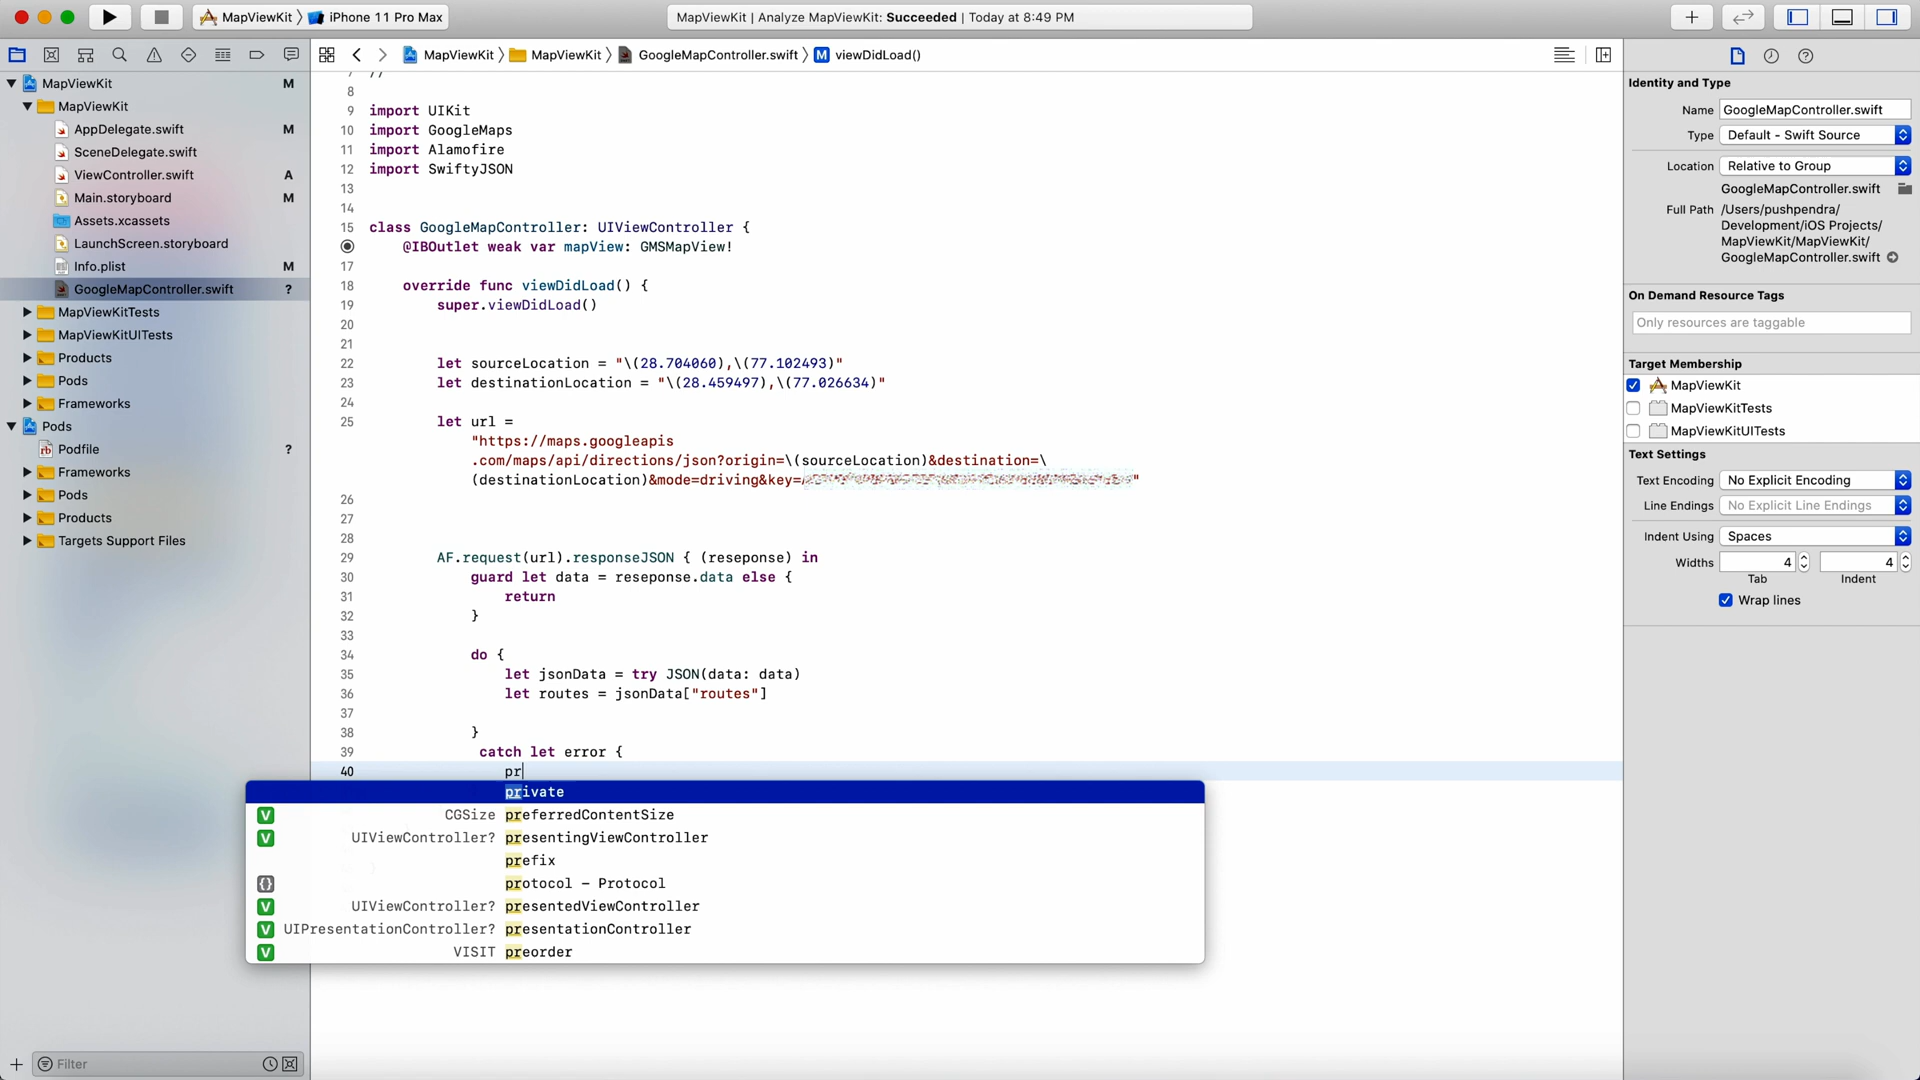 MapViewKit
iPhone 11 Pro Max
MapViewKit | Analyze MapViewKit: Succeeded | Today at 8:49 PM
MapViewKit
MapViewKit
GoogleMapController.swift
M
viewDidLoad()
MapViewKit M
MapViewKit
AppDelegate.swift M
SceneDelegate.swift
ViewController.swift A
Main.storyboard M
Assets.xcassets
LaunchScreen.storyboard
Info.plist M
GoogleMapController.swift ?
MapViewKitTests
MapViewKitUITests
Products
Pods
Frameworks
Pods
rb Podfile ?
Frameworks
Pods
Products
Targets Support Files
Filter
7 //
8
9 import UIKit
10 import GoogleMaps
11 import Alamofire
12 import SwiftyJSON
13
14
15 class GoogleMapController: UIViewController {
@IBOutlet weak var mapView: GMSMapView!
17
18 override func viewDidLoad() {
19 super.viewDidLoad()
20
21
22 let sourceLocation = "\(28.704060),\(77.102493)"
23 let destinationLocation = "\(28.459497),\(77.026634)"
24
25 let url =
"https://maps.googleapis
.com/maps/api/directions/json?origin=\(sourceLocation)&destination=\
(destinationLocation)&mode=driving&key=
"
26
27
28
29 AF.request(url).responseJSON { (reseponse) in
30 guard let data = reseponse.data else {
31 return
32 }
33
34 do {
35 let jsonData = try JSON(data: data)
36 let routes = jsonData["routes"]
37
38 }
39 catch let error {
40 pr
private
V CGSize preferredContentSize
V UIViewController? presentingViewController
prefix
{} protocol – Protocol
V UIViewController? presentedViewController
V UIPresentationController? presentationController
V VISIT preorder
Identity and Type
Name GoogleMapController.swift
Type Default - Swift Source
Location Relative to Group
GoogleMapController.swift
Full Path /Users/pushpendra/
Development/iOS Projects/
MapViewKit/MapViewKit/
GoogleMapController.swift
On Demand Resource Tags
Only resources are taggable
Target Membership
MapViewKit
MapViewKitTests
MapViewKitUITests
Text Settings
Text Encoding No Explicit Encoding
Line Endings No Explicit Line Endings
Indent Using Spaces
Widths 4 4
Tab Indent
Wrap lines